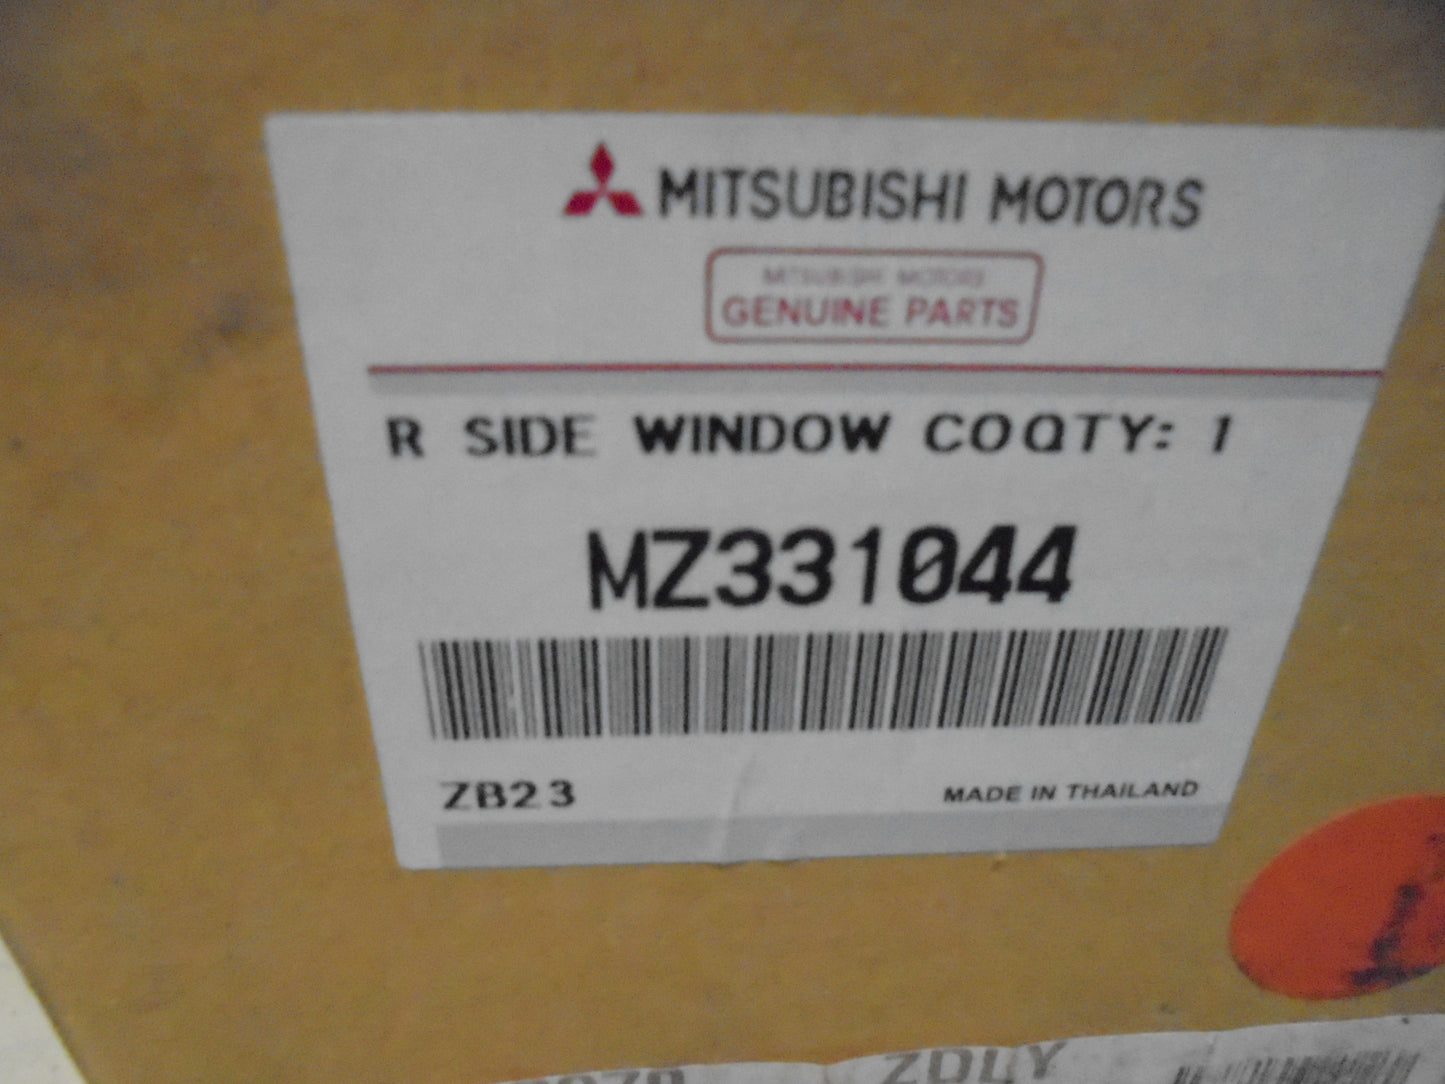 MITSUBISHI MOTORS
MITSUBISHI MOTORS
GENUINE PARTS
R SIDE WINDOW COQTY: 1
MZ331044
ZB23
MADE IN THAILAND